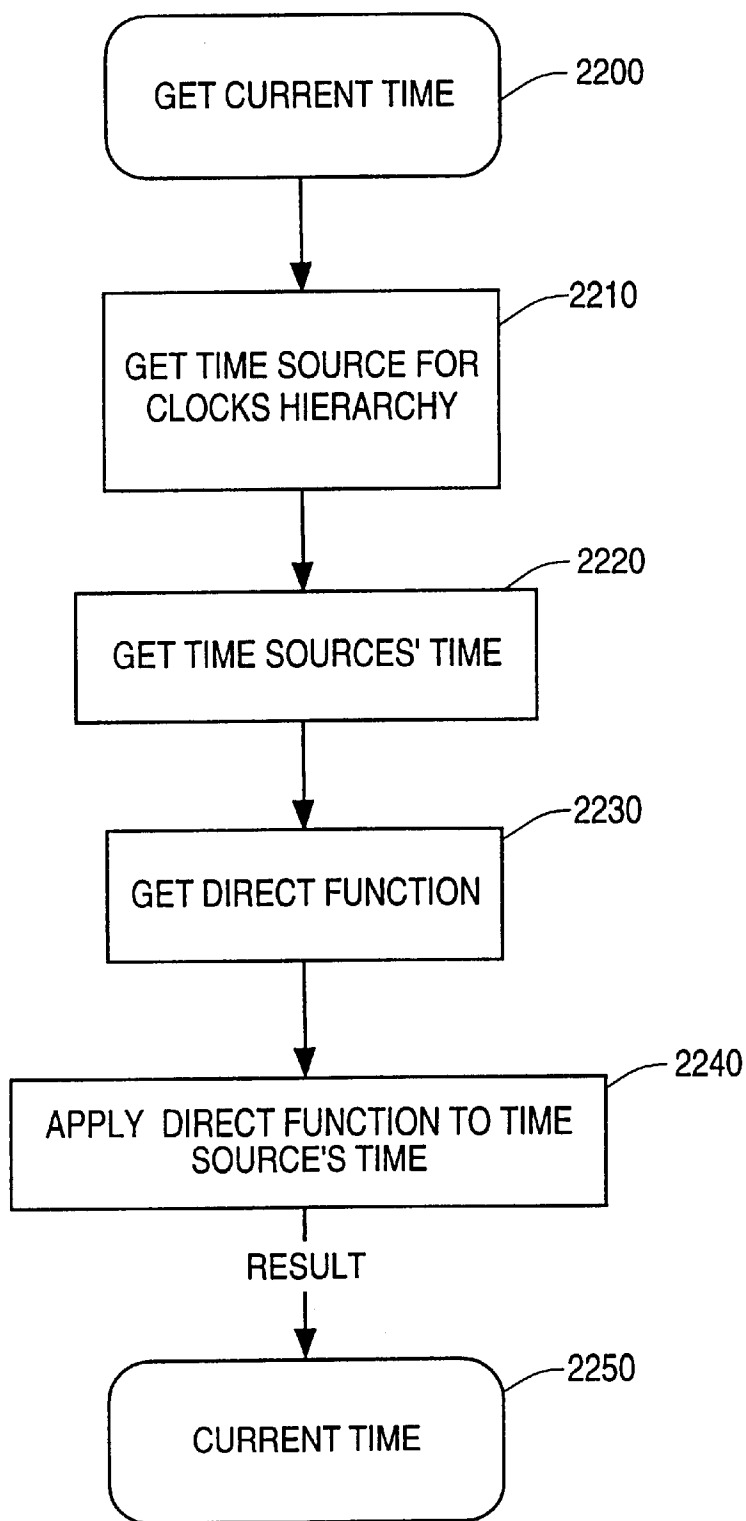 GET CURRENT TIME
2200
2210
GET TIME SOURCE FOR
CLOCKS HIERARCHY
2220
GET TIME SOURCES' TIME
2230
GET DIRECT FUNCTION
2240
APPLY DIRECT FUNCTION TO TIME
SOURCE'S TIME
RESULT
2250
CURRENT TIME